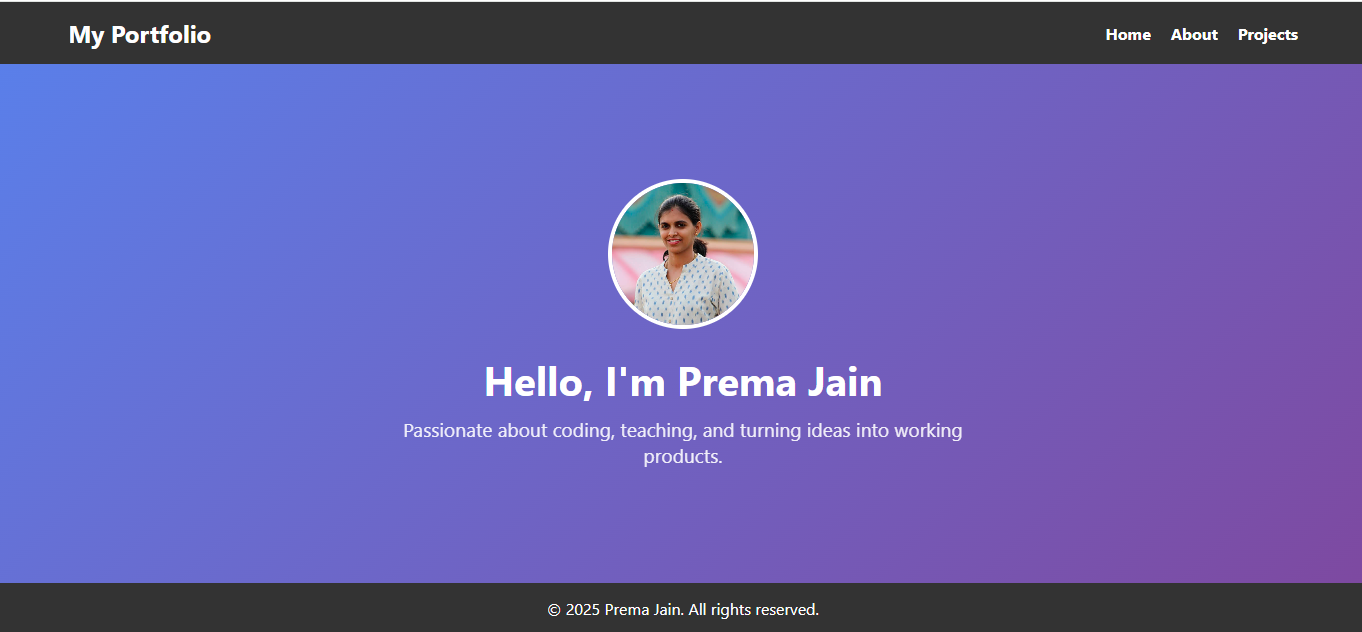 My Portfolio
Home About Projects
Hello, I'm Prema Jain
Passionate about coding, teaching, and turning ideas into working
products.
© 2025 Prema Jain. All rights reserved.